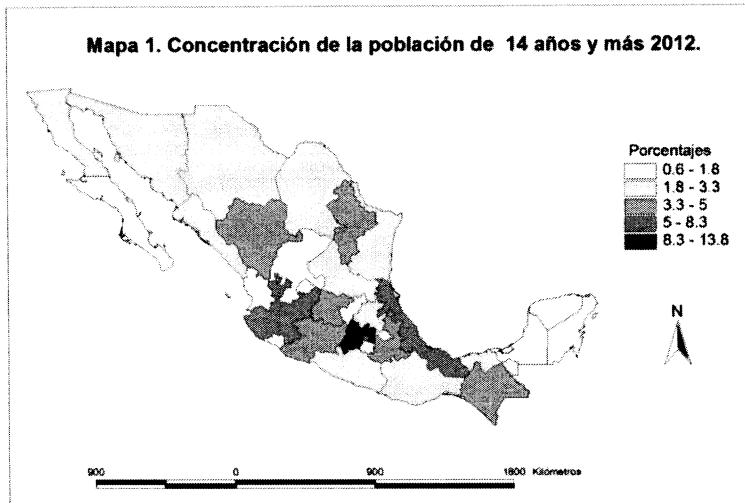 Mapa 1. Concentración de la población de 14 años y más 2012.
Porcentajes
0.6 - 1.8
1.8 - 3.3
3.3 - 5
5 - 8.3
8.3 - 13.8
N
900 0 900 1800 Kilómetros